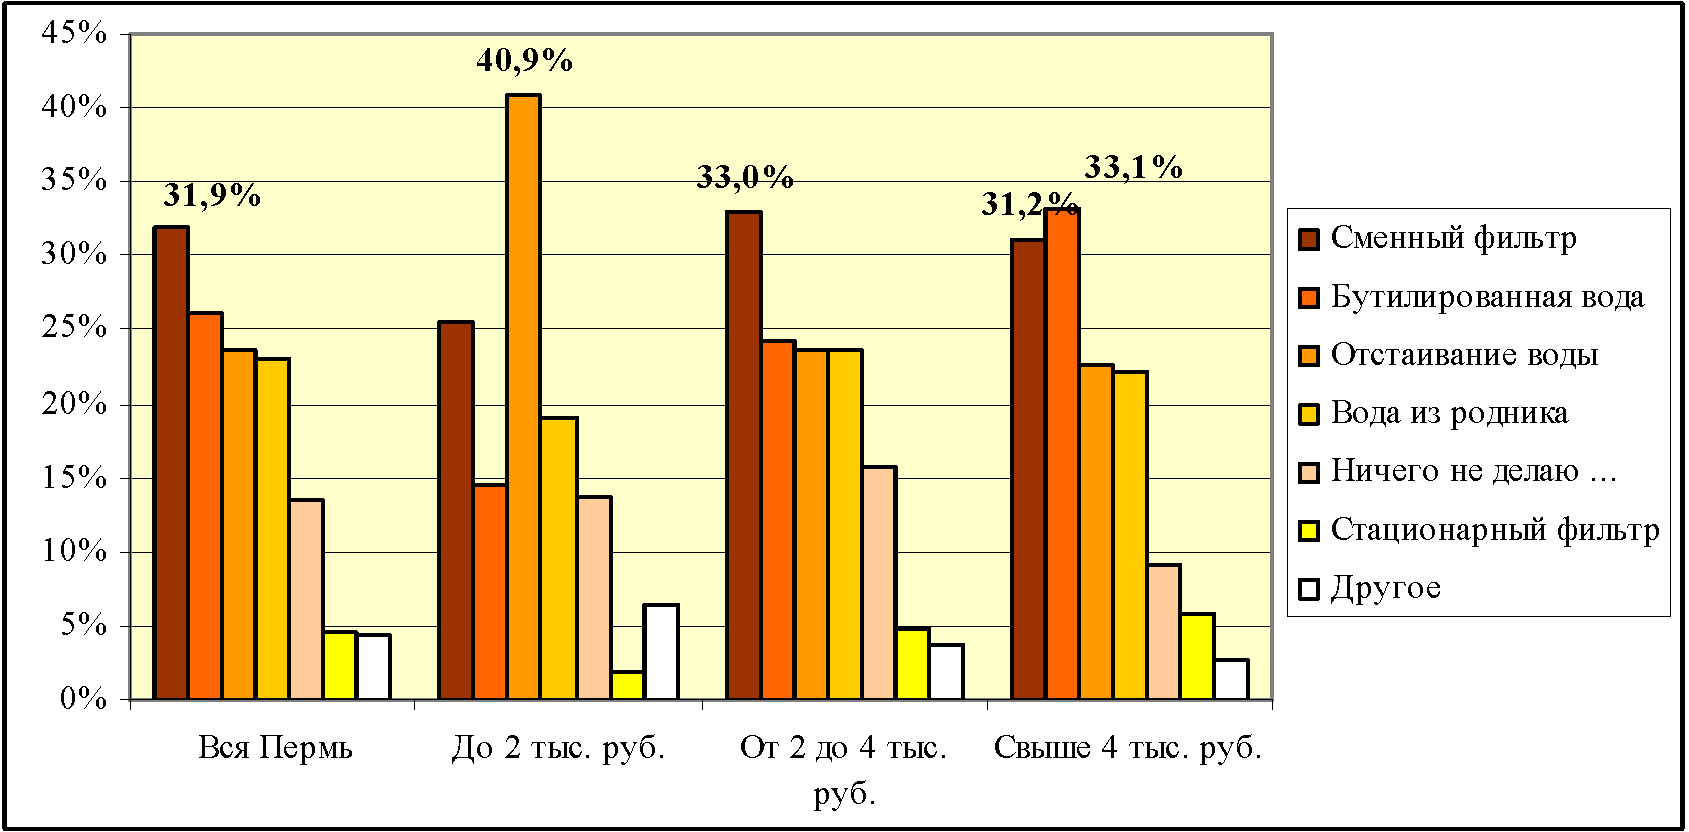 45%
40%
35%
30%
25%
20%
15%
10%
5%
0%
31,9%
40,9%
33,0%
31,2%
33,1%
Вся Пермь
До 2 тыс. руб.
От 2 до 4 тыс.
руб.
Свыше 4 тыс. руб.
Сменный фильтр
Бутилированная вода
Отстаивание воды
Вода из родника
Ничего не делаю ...
Стационарный фильтр
Другое